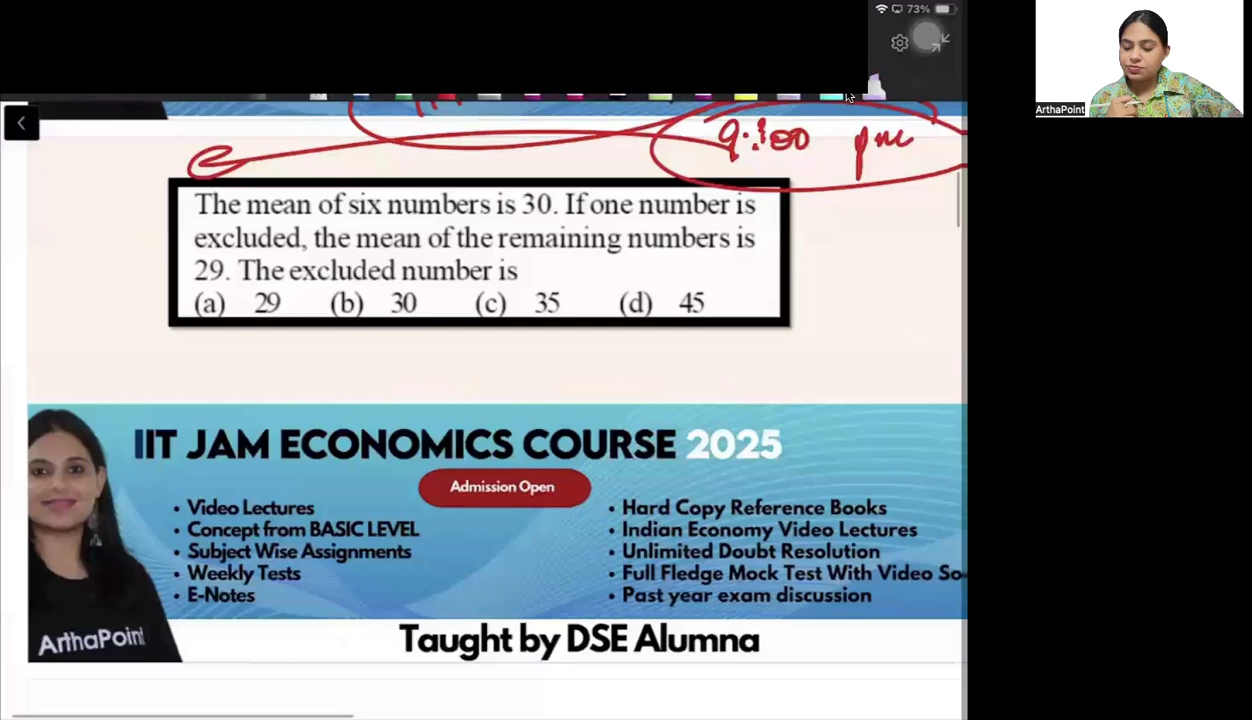 73%
ArthaPoint
9:00 pm
The mean of six numbers is 30. If one number is
excluded, the mean of the remaining numbers is
29. The excluded number is
(a) 29 (b) 30 (c) 35 (d) 45
IIT JAM ECONOMICS COURSE 2025
Admission Open
• Video Lectures
• Concept from BASIC LEVEL
• Subject Wise Assignments
• Weekly Tests
• E-Notes
• Hard Copy Reference Books
• Indian Economy Video Lectures
• Unlimited Doubt Resolution
• Full Fledge Mock Test With Video So
• Past year exam discussion
ArthaPoint
Taught by DSE Alumna